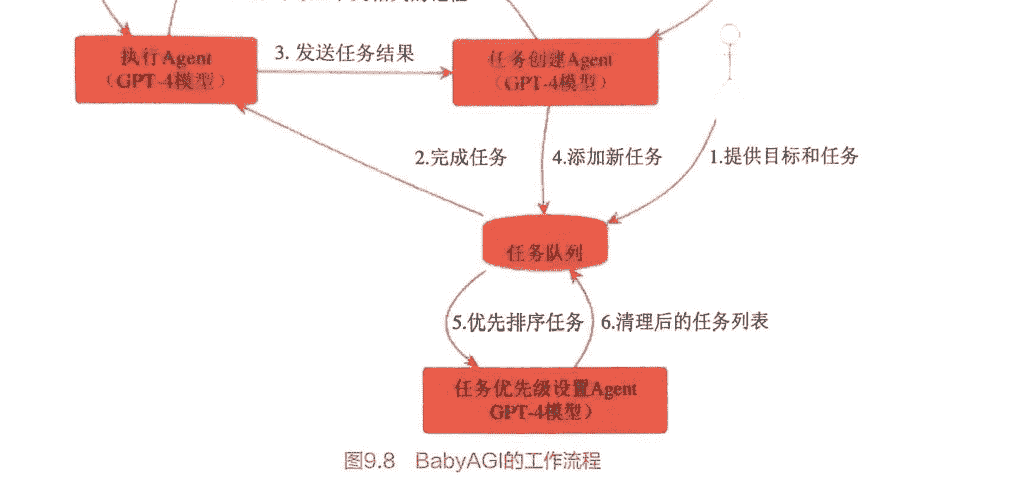 执行Agent
（GPT-4模型）
3. 发送任务结果
任务创建Agent
（GPT-4模型）
2.完成任务
4.添加新任务
1.提供目标和任务
任务队列
5.优先排序任务
6.清理后的任务列表
任务优先级设置Agent
GPT-4模型）
图9.8 BabyAGI的工作流程